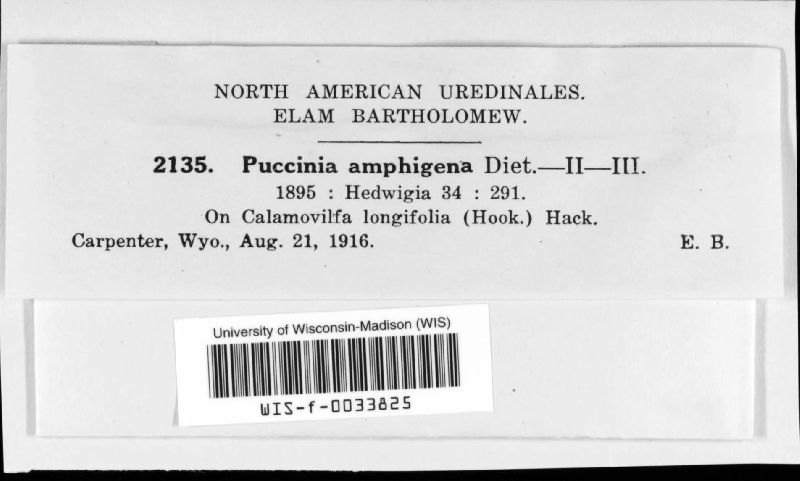 NORTH AMERICAN UREDINALES.
ELAM BARTHOLOMEW.
2135. Puccinia amphigena Diet.—II—III.
1895 : Hedwigia 34 : 291.
On Calamovilfa longifolia (Hook.) Hack.
Carpenter, Wyo., Aug. 21, 1916. E. B.
University of Wisconsin-Madison (WIS)
WIS-f-0033825